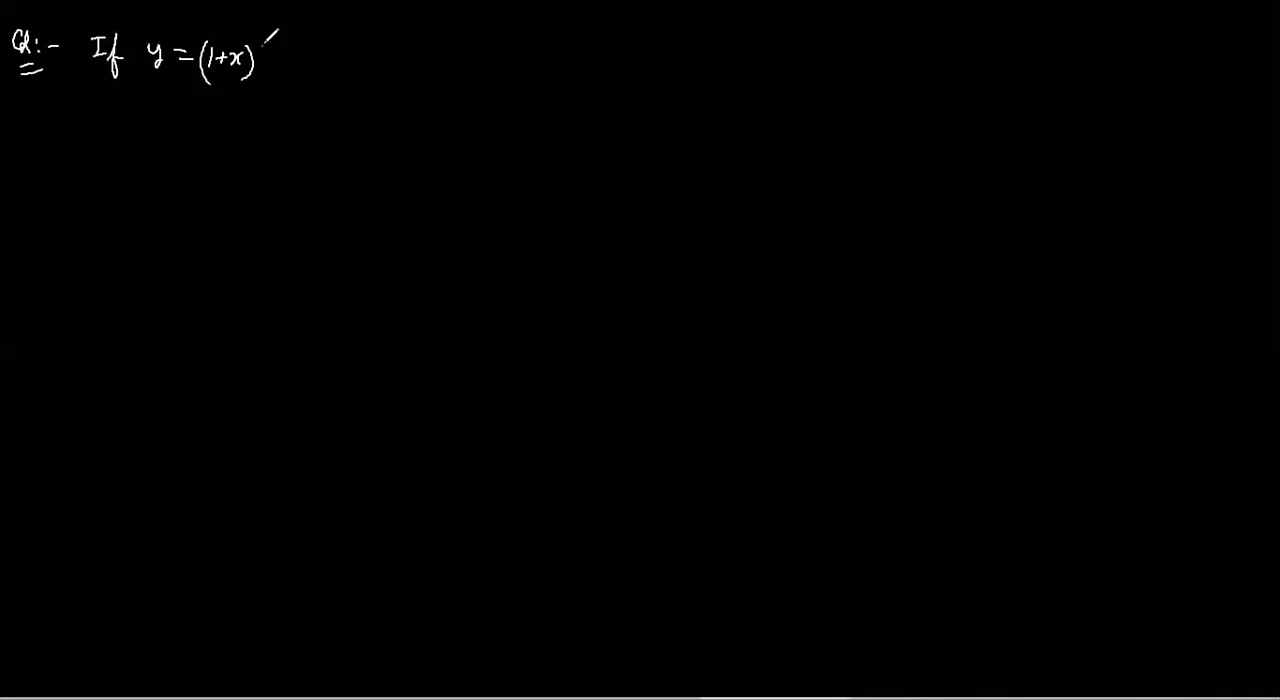 Q:- If y = (1+x)